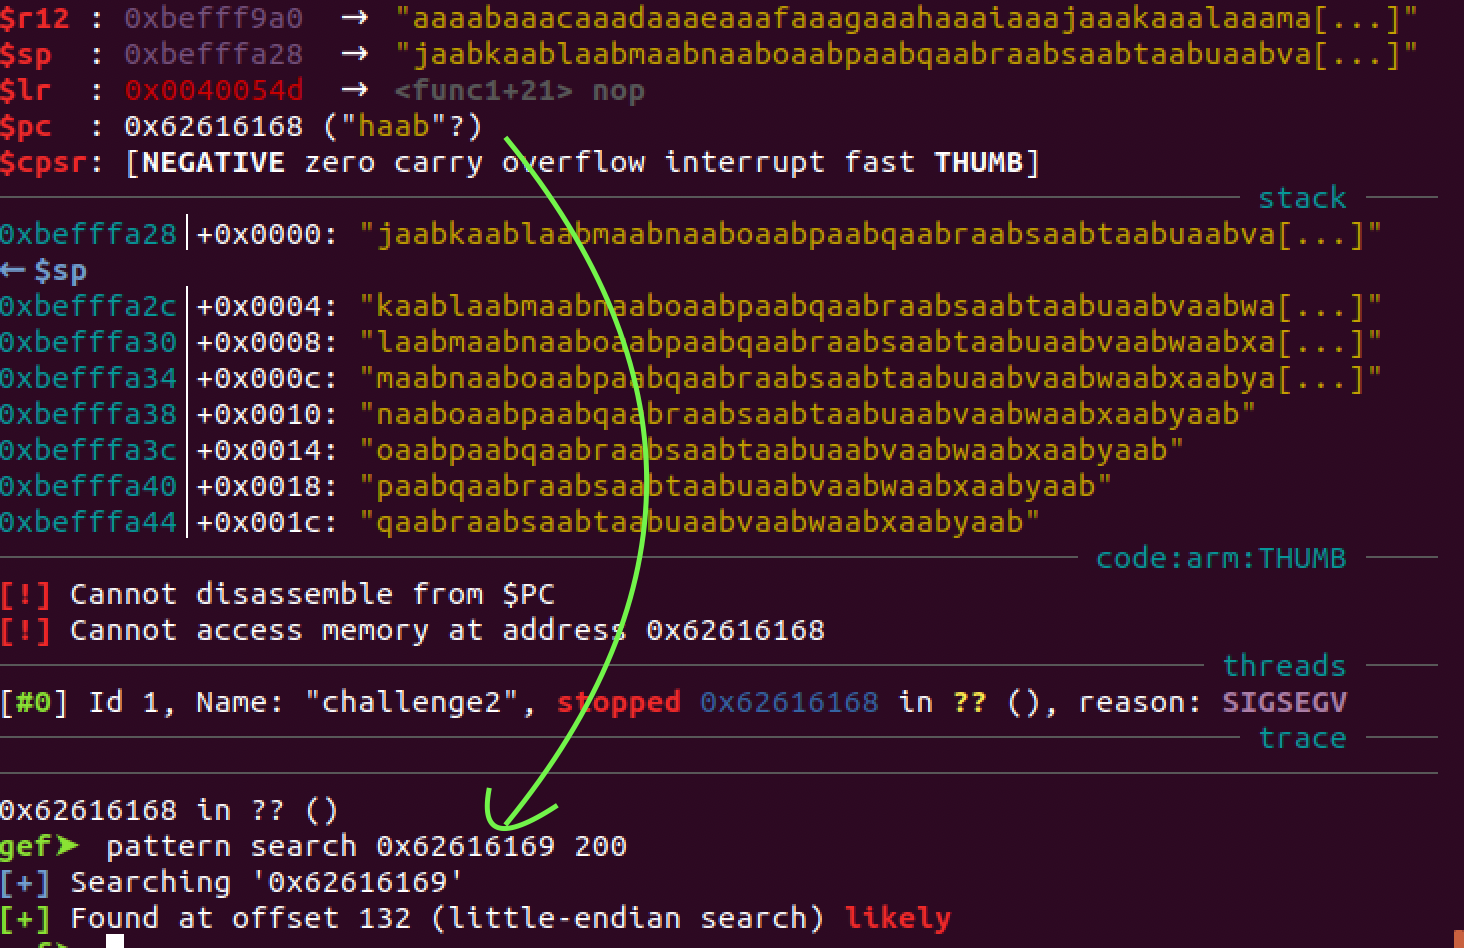 $r12 : 0xbefff9a0 → "aaaabaaacaaadaaaeaaafaaagaaahaaaiaaajaaakaaalaaama[...]"
$sp : 0xbefffa28 → "jaabkaablaabmaabnaaboaabpaabqaabraabsaabtaabuaabva[...]"
$lr : 0x0040054d → <func1+21> nop
$pc : 0x62616168 ("haab"?)
$cpsr: [NEGATIVE zero carry overflow interrupt fast THUMB]
stack
0xbefffa28│+0x0000: "jaabkaablaabmaabnaaboaabpaabqaabraabsaabtaabuaabva[...]"
← $sp
0xbefffa2c│+0x0004: "kaablaabmaabnaaboaabpaabqaabraabsaabtaabuaabvaabwa[...]"
0xbefffa30│+0x0008: "laabmaabnaaboaabpaabqaabraabsaabtaabuaabvaabwaabxa[...]"
0xbefffa34│+0x000c: "maabnaaboaabpaabqaabraabsaabtaabuaabvaabwaabxaabya[...]"
0xbefffa38│+0x0010: "naaboaabpaabqaabraabsaabtaabuaabvaabwaabxaabyaab"
0xbefffa3c│+0x0014: "oaabpaabqaabraabsaabtaabuaabvaabwaabxaabyaab"
0xbefffa40│+0x0018: "paabqaabraabsaabtaabuaabvaabwaabxaabyaab"
0xbefffa44│+0x001c: "qaabraabsaabtaabuaabvaabwaabxaabyaab"
code:arm:THUMB
[!] Cannot disassemble from $PC
[!] Cannot access memory at address 0x62616168
threads
[#0] Id 1, Name: "challenge2", stopped 0x62616168 in ?? (), reason: SIGSEGV
trace
0x62616168 in ?? ()
gef➤ pattern search 0x62616169 200
[+] Searching '0x62616169'
[+] Found at offset 132 (little-endian search) likely